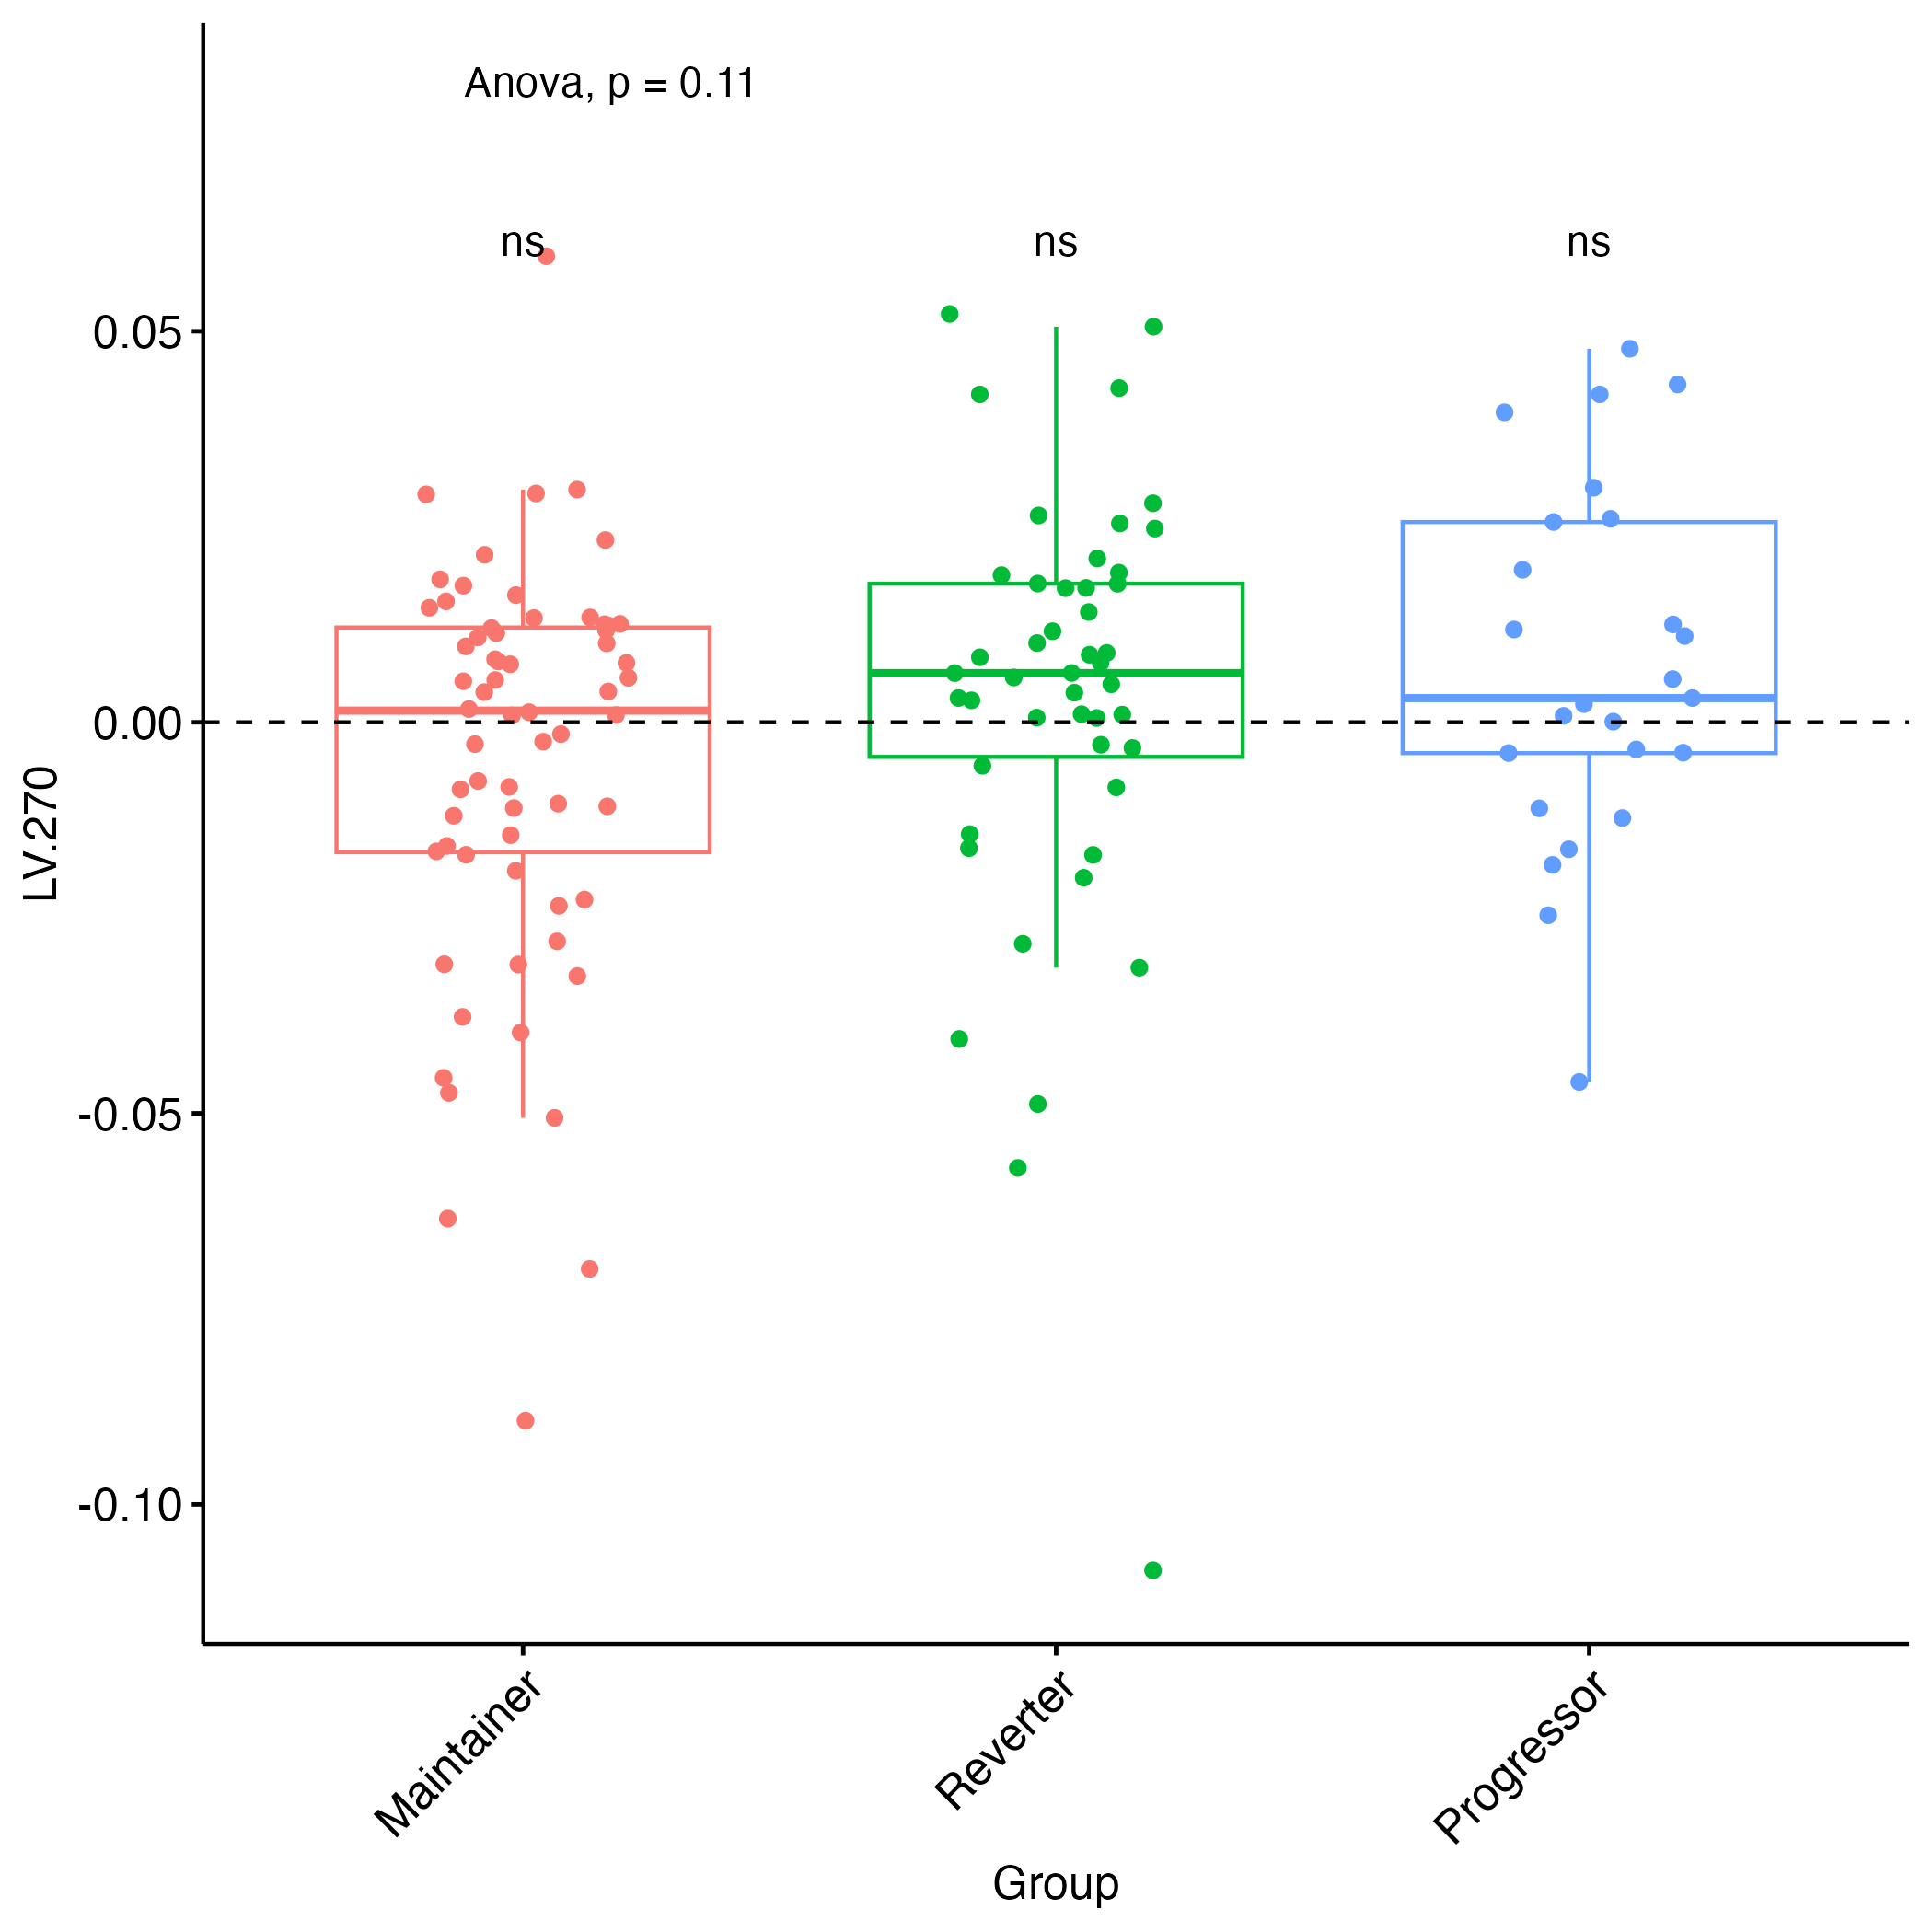 Anova, p = 0.11
ns ns ns
0.05
0.00
-0.05
-0.10
LV.270
Maintainer
Reverter
Progressor
Group